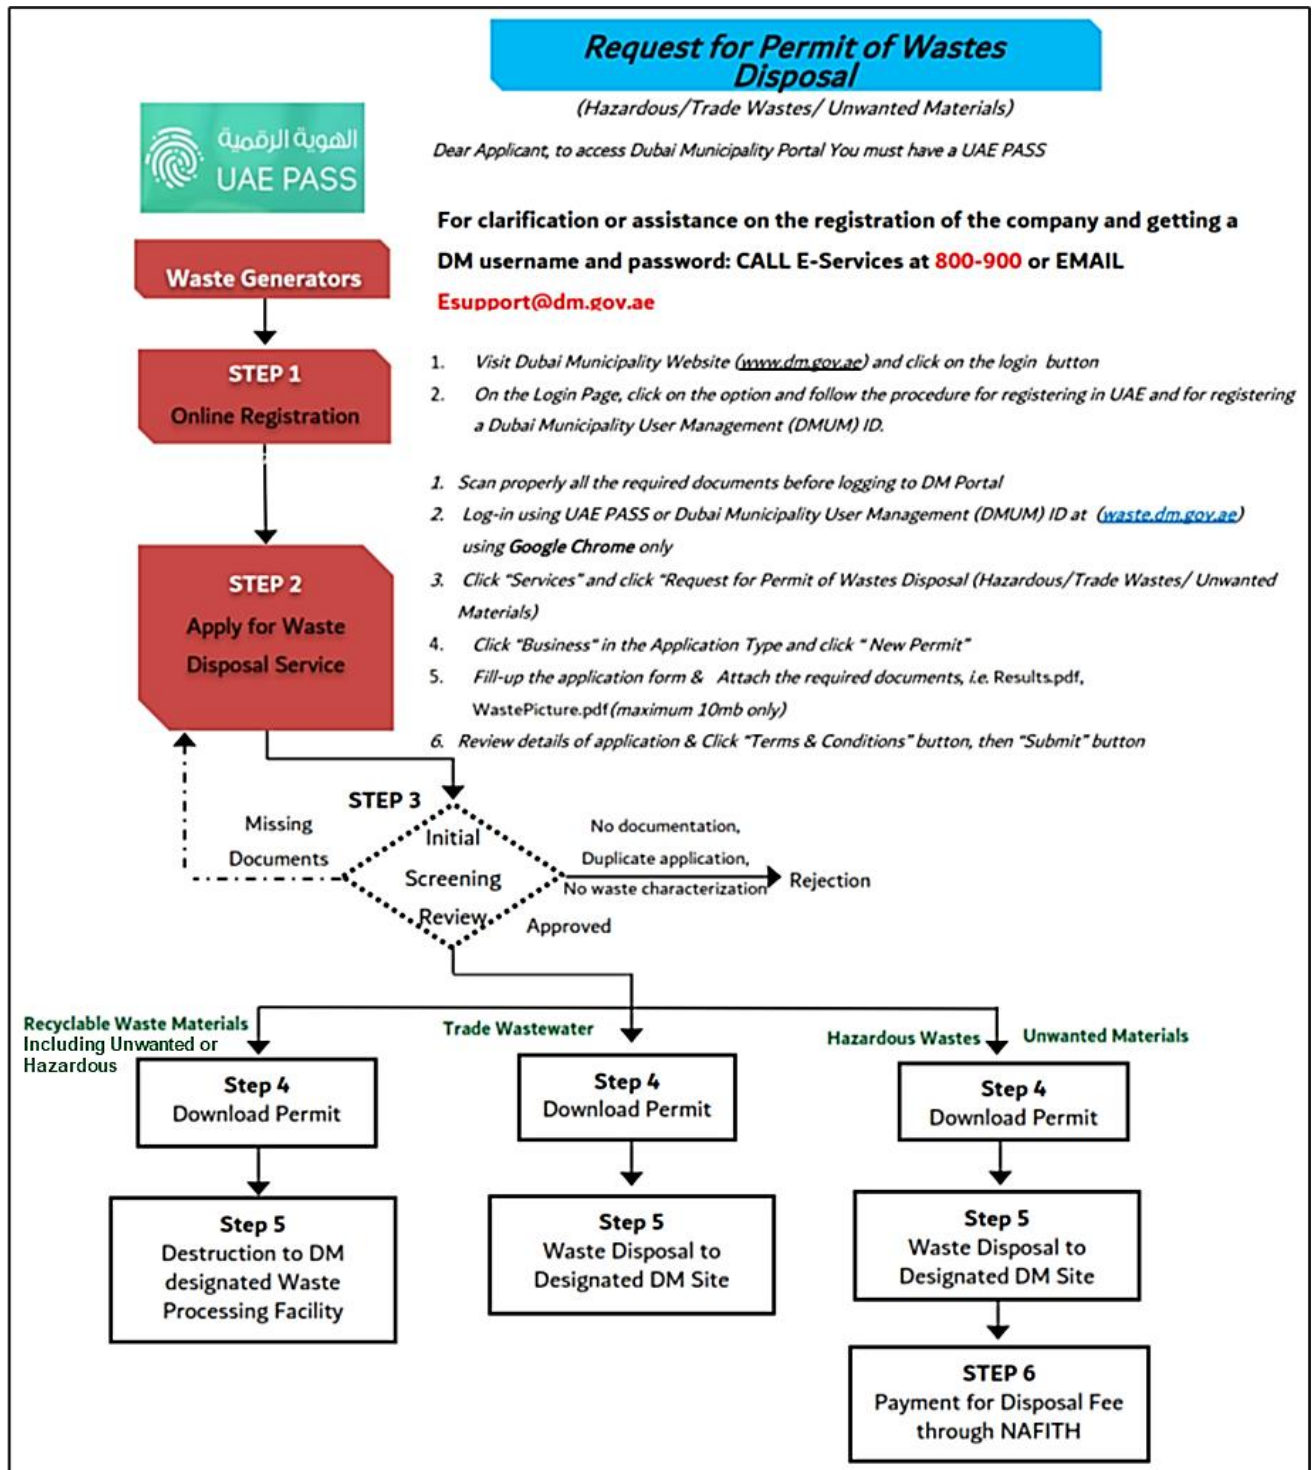 Request for Permit of Wastes
Disposal
(Hazardous/Trade Wastes/ Unwanted Materials)
الهوية الرقمية
UAE PASS
Dear Applicant, to access Dubai Municipality Portal You must have a UAE PASS
For clarification or assistance on the registration of the company and getting a
DM username and password: CALL E-Services at 800-900 or EMAIL
Esupport@dm.gov.ae
Waste Generators
STEP 1
Online Registration
1. Visit Dubai Municipality Website (www.dm.gov.ae) and click on the login button
2. On the Login Page, click on the option and follow the procedure for registering in UAE and for registering
a Dubai Municipality User Management (DMUM) ID.
STEP 2
Apply for Waste
Disposal Service
1. Scan properly all the required documents before logging to DM Portal
2. Log-in using UAE PASS or Dubai Municipality User Management (DMUM) ID at (waste.dm.gov.ae)
using Google Chrome only
3. Click "Services" and click "Request for Permit of Wastes Disposal (Hazardous/Trade Wastes/ Unwanted
Materials)
4. Click "Business" in the Application Type and click " New Permit"
5. Fill-up the application form & Attach the required documents, i.e. Results.pdf,
WastePicture.pdf(maximum 10mb only)
6. Review details of application & Click "Terms & Conditions" button, then "Submit" button
STEP 3
Initial
Screening
Review
Missing
Documents
No documentation,
Duplicate application,
No waste characterization
Rejection
Approved
Recyclable Waste Materials
Including Unwanted or
Hazardous
Trade Wastewater
Hazardous Wastes
Unwanted Materials
Step 4
Download Permit
Step 4
Download Permit
Step 4
Download Permit
Step 5
Destruction to DM
designated Waste
Processing Facility
Step 5
Waste Disposal to
Designated DM Site
Step 5
Waste Disposal to
Designated DM Site
STEP 6
Payment for Disposal Fee
through NAFITH